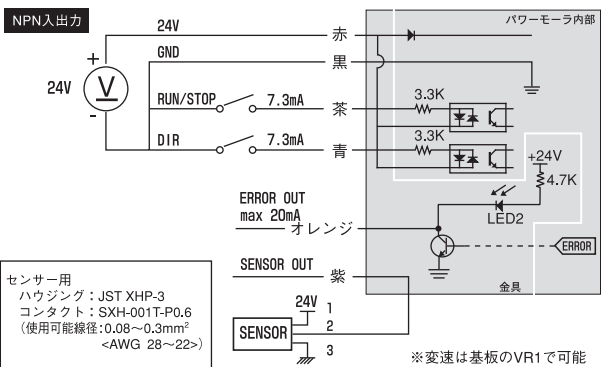 NPN入出力
パワーモーラ内部
24V
赤
+
GND
黒
24V
V
-
RUN/STOP
7.3mA
茶
3.3K
DIR
7.3mA
青
3.3K
+24V
4.7K
LED2
ERROR OUT
max 20mA
オレンジ
ERROR
SENSOR OUT
紫
金具
センサー用
ハウジング：JST XHP-3
コンタクト：SXH-001T-P0.6
(使用可能線径:0.08～0.3mm²
<AWG 28～22>)
24V
1
SENSOR
2
3
※変速は基板のVR1で可能